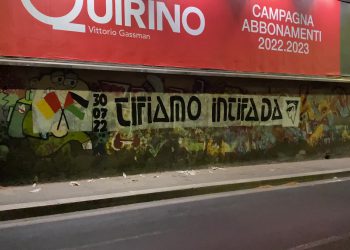 QUIRINO
Vittorio Gassman
CAMPAGNA
ABBONAMENTI
2022.2023
30
07
22
TIFIAMO INTIFADA